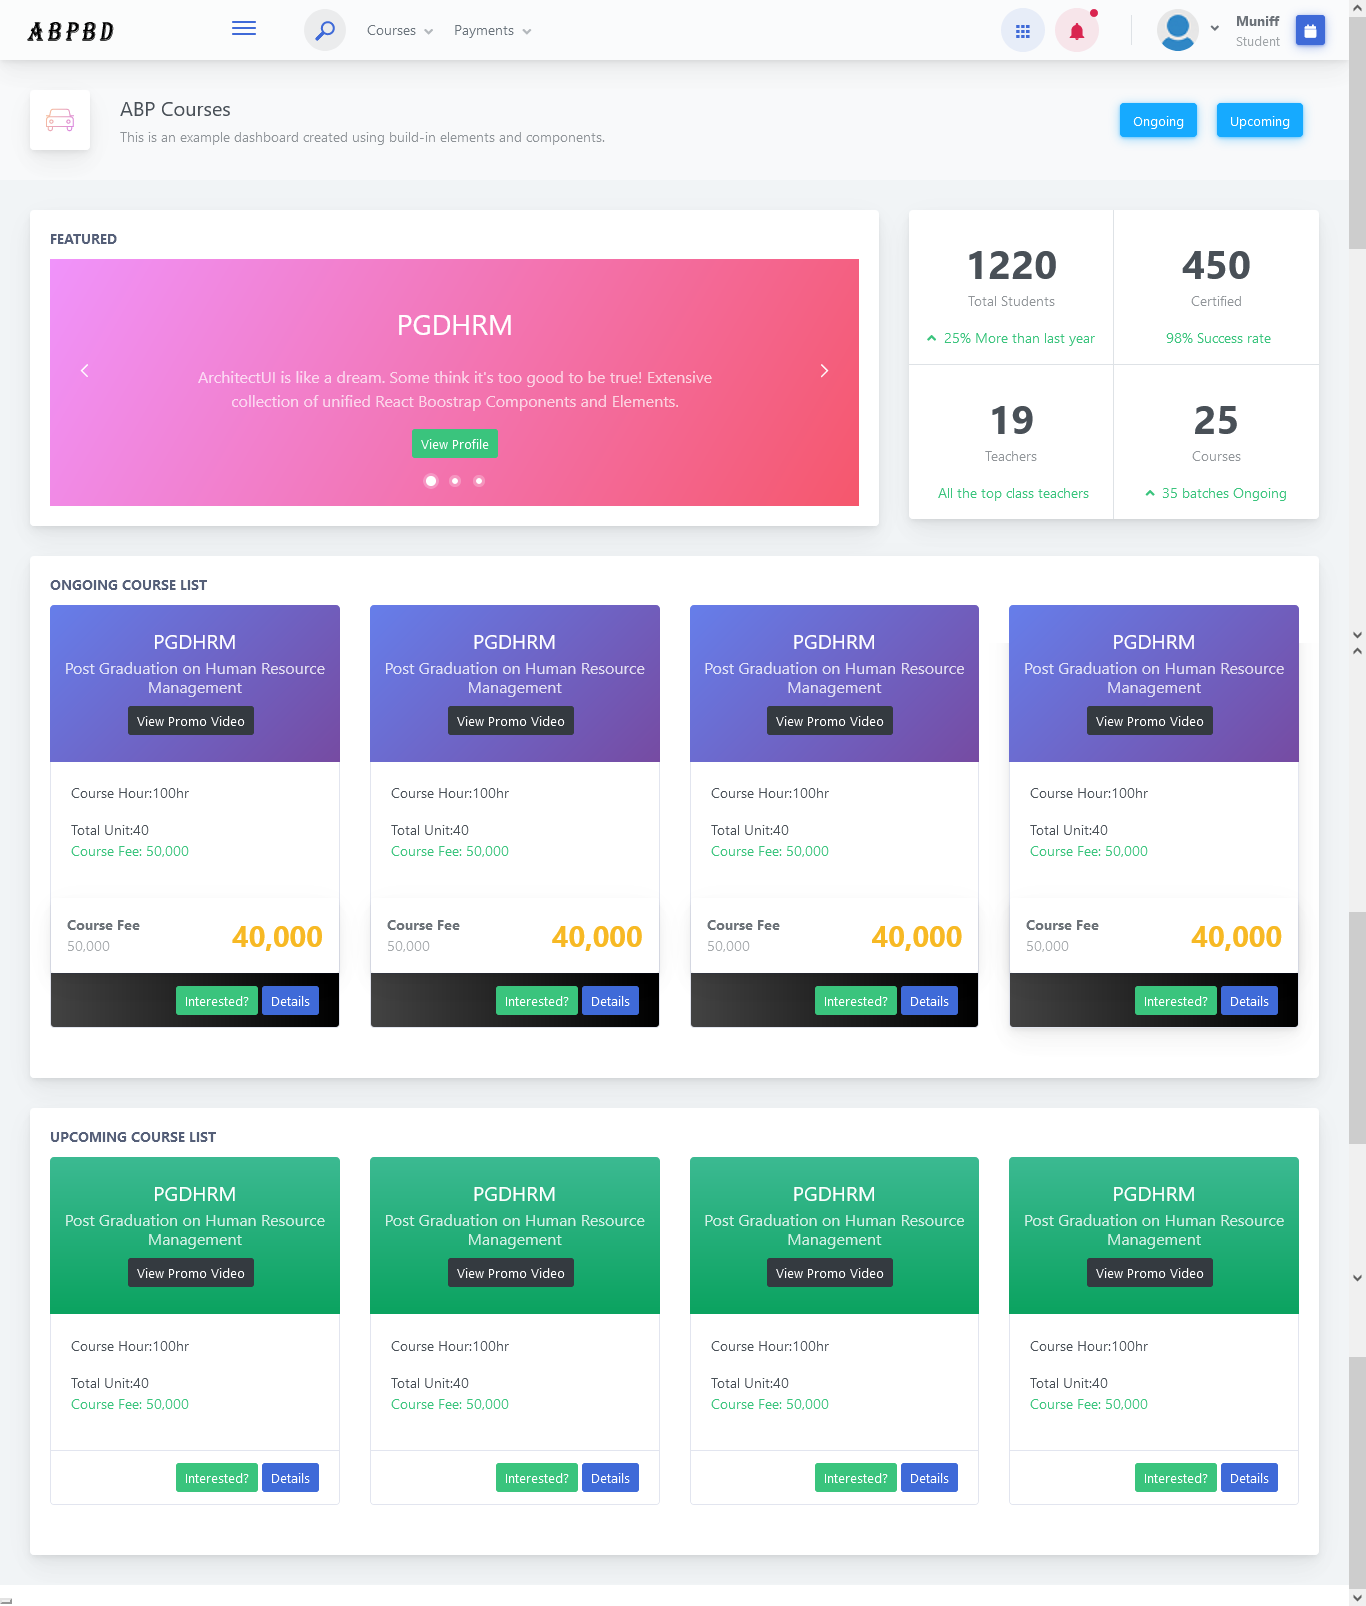 ABPBD
Courses
Payments
Muniff
Student
ABP Courses
This is an example dashboard created using build-in elements and components.
Ongoing
Upcoming
FEATURED
PGDHRM
ArchitectUI is like a dream. Some think it's too good to be true! Extensive
collection of unified React Boostrap Components and Elements.
View Profile
1220
Total Students
25% More than last year
450
Certified
98% Success rate
19
Teachers
All the top class teachers
25
Courses
35 batches Ongoing
ONGOING COURSE LIST
PGDHRM
Post Graduation on Human Resource
Management
View Promo Video
Course Hour:100hr
Total Unit:40
Course Fee: 50,000
Course Fee
50,000
40,000
Interested?
Details
PGDHRM
Post Graduation on Human Resource
Management
View Promo Video
Course Hour:100hr
Total Unit:40
Course Fee: 50,000
Course Fee
50,000
40,000
Interested?
Details
PGDHRM
Post Graduation on Human Resource
Management
View Promo Video
Course Hour:100hr
Total Unit:40
Course Fee: 50,000
Course Fee
50,000
40,000
Interested?
Details
PGDHRM
Post Graduation on Human Resource
Management
View Promo Video
Course Hour:100hr
Total Unit:40
Course Fee: 50,000
Course Fee
50,000
40,000
Interested?
Details
UPCOMING COURSE LIST
PGDHRM
Post Graduation on Human Resource
Management
View Promo Video
Course Hour:100hr
Total Unit:40
Course Fee: 50,000
Interested?
Details
PGDHRM
Post Graduation on Human Resource
Management
View Promo Video
Course Hour:100hr
Total Unit:40
Course Fee: 50,000
Interested?
Details
PGDHRM
Post Graduation on Human Resource
Management
View Promo Video
Course Hour:100hr
Total Unit:40
Course Fee: 50,000
Interested?
Details
PGDHRM
Post Graduation on Human Resource
Management
View Promo Video
Course Hour:100hr
Total Unit:40
Course Fee: 50,000
Interested?
Details